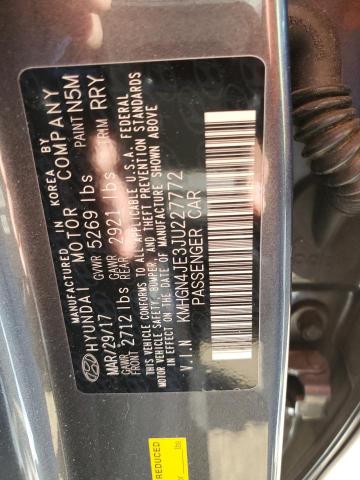 MANUFACTURED IN KOREA BY
HYUNDAI MOTOR COMPANY
MAR/29/17 GVWR 5269 lbs PAINT N5M
GAWR FRONT 2712 lbs GAWR REAR 2921 lbs TRIM RRY
THIS VEHICLE CONFORMS TO ALL APPLICABLE U.S.A. FEDERAL
MOTOR VEHICLE SAFETY, BUMPER, AND THEFT PREVENTION STANDARDS
IN EFFECT ON THE DATE OF MANUFACTURE SHOWN ABOVE
V.I.N KMHGN4JE3JU227772
PASSENGER CAR
REDUCED
lbs